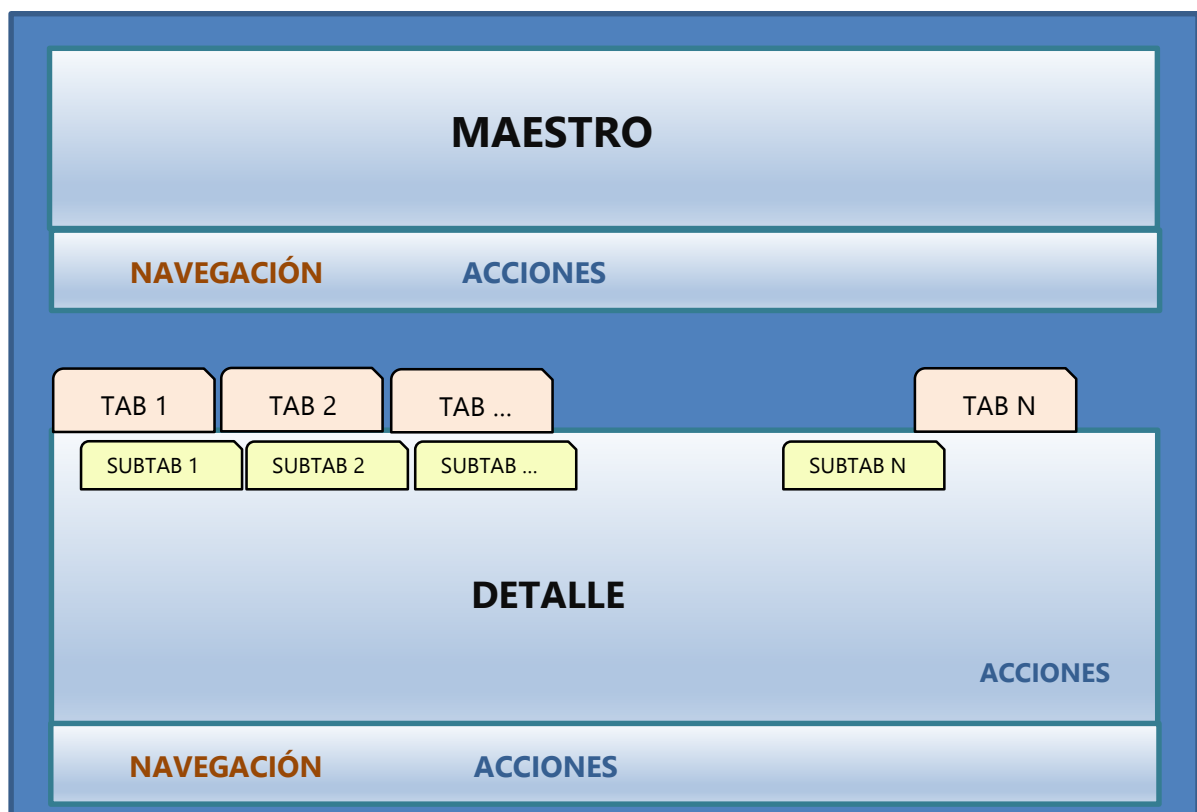 MAESTRO
NAVEGACIÓN ACCIONES
TAB 1 TAB 2 TAB ... TAB N
SUBTAB 1 SUBTAB 2 SUBTAB ... SUBTAB N
DETALLE
ACCIONES
NAVEGACIÓN ACCIONES